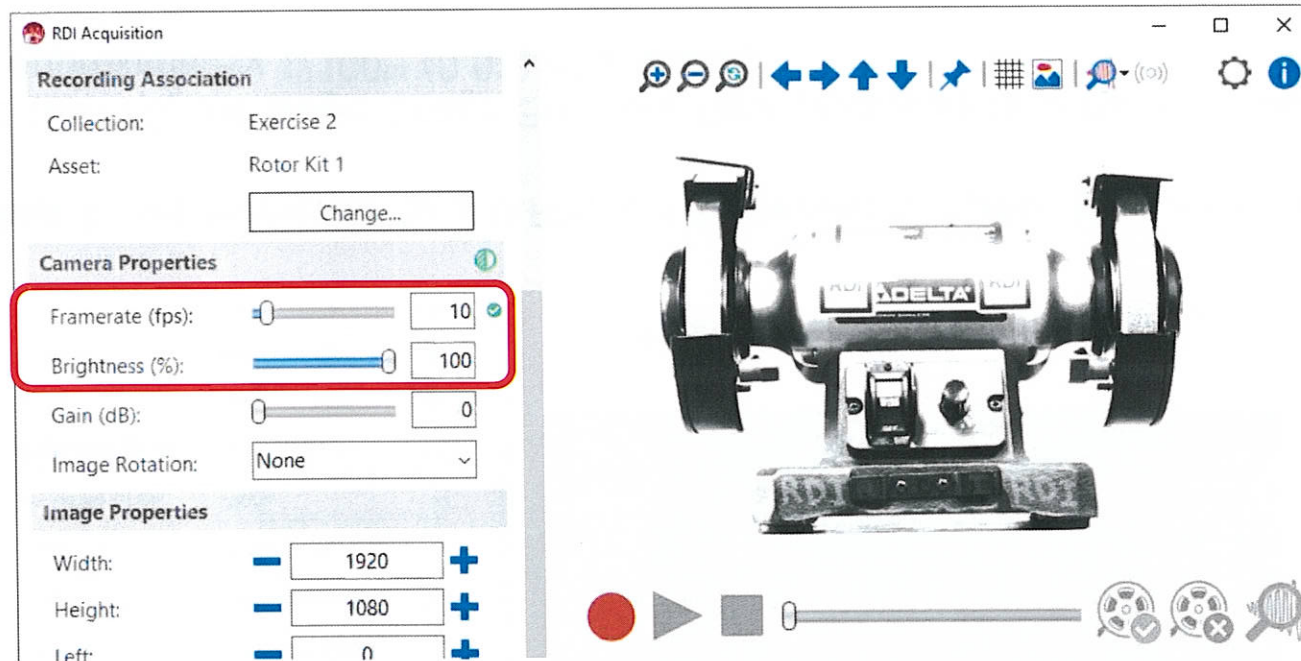 RDI Acquisition
Recording Association
Collection: Exercise 2
Asset: Rotor Kit 1
Change...
Camera Properties
Framerate (fps): 10
Brightness (%): 100
Gain (dB): 0
Image Rotation: None
Image Properties
Width: 1920
Height: 1080
Left: 0
RDI DELTA RDI
OFF
RDI RDI